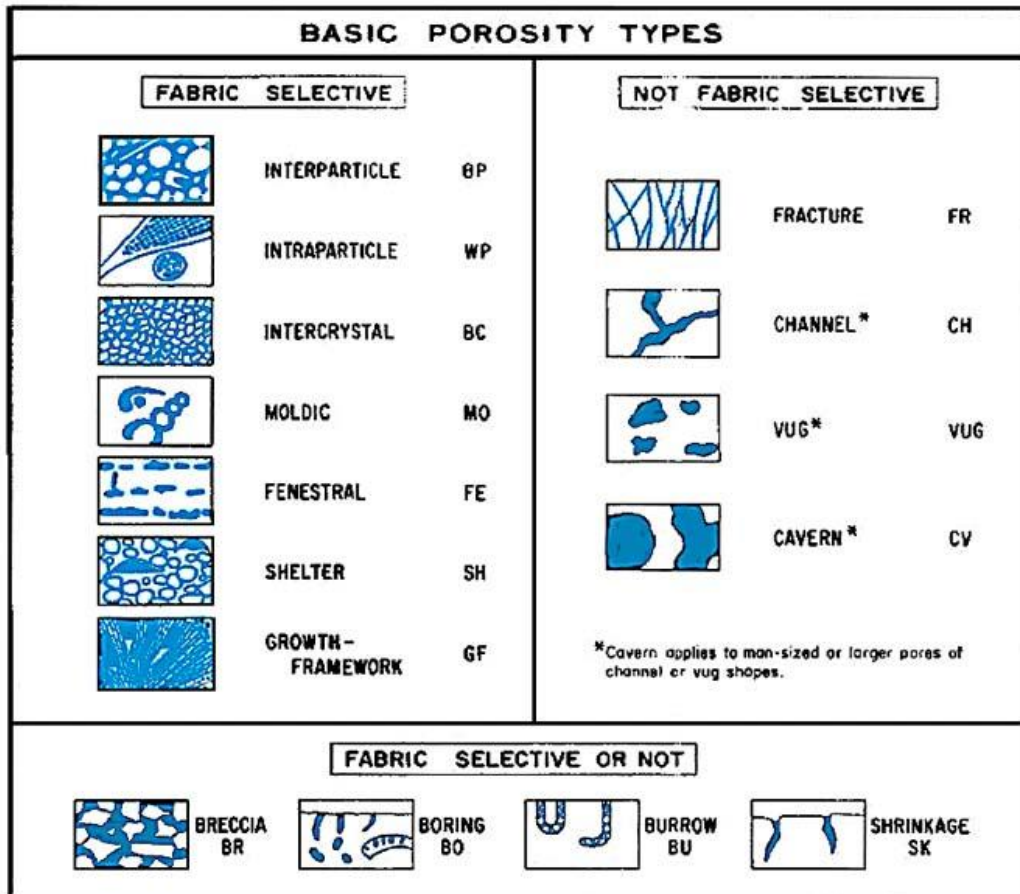 BASIC POROSITY TYPES
FABRIC SELECTIVE
INTERPARTICLE BP
INTRAPARTICLE WP
INTERCRYSTAL BC
MOLDIC MO
FENESTRAL FE
SHELTER SH
GROWTH-
FRAMEWORK GF
NOT FABRIC SELECTIVE
FRACTURE FR
CHANNEL* CH
VUG* VUG
CAVERN* CV
*Cavern applies to man-sized or larger pores of
channel or vug shapes.
FABRIC SELECTIVE OR NOT
BRECCIA
BR
BORING
BO
BURROW
BU
SHRINKAGE
SK